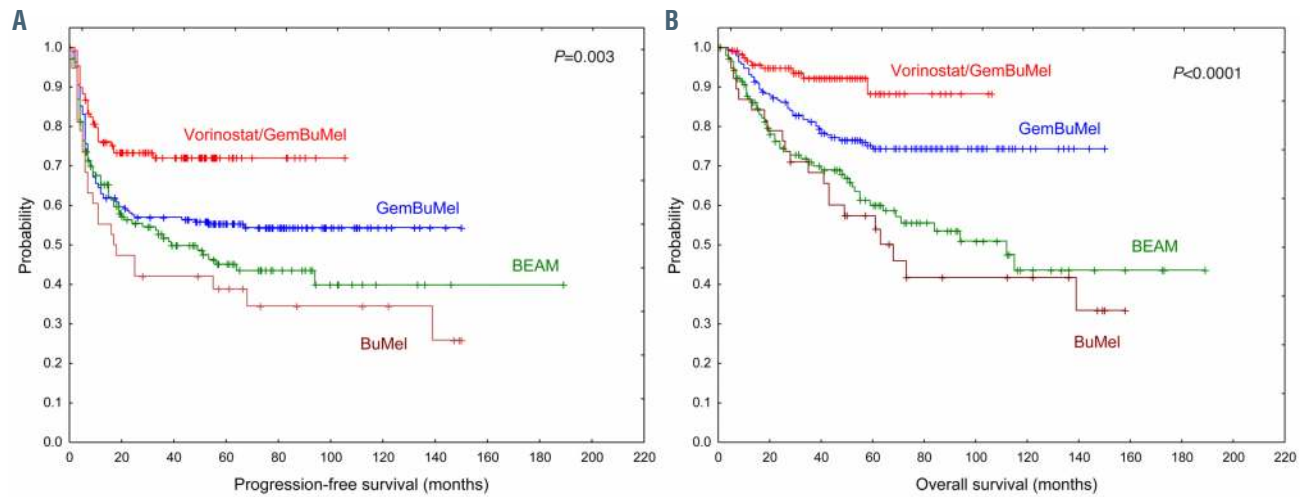 A
P=0.003
Vorinostat/GemBuMel
GemBuMel
BEAM
BuMel
Probability
1.0
0.9
0.8
0.7
0.6
0.5
0.4
0.3
0.2
0.1
0.0
0 20 40 60 80 100 120 140 160 180 200 220
Progression-free survival (months)
B
P<0.0001
Vorinostat/GemBuMel
GemBuMel
BEAM
BuMel
Probability
1.0
0.9
0.8
0.7
0.6
0.5
0.4
0.3
0.2
0.1
0.0
0 20 40 60 80 100 120 140 160 180 200 220
Overall survival (months)